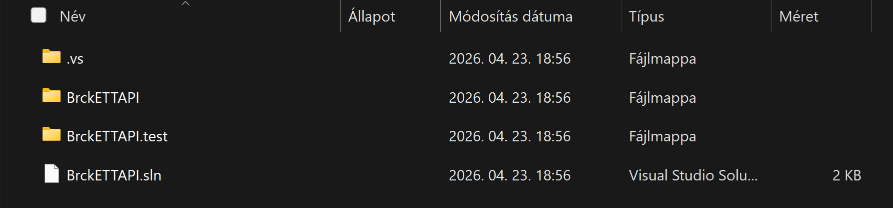 Név Állapot Módosítás dátuma Típus Méret
.vs 2026. 04. 23. 18:56 Fájlmappa
BrckETTAPI 2026. 04. 23. 18:56 Fájlmappa
BrckETTAPI.test 2026. 04. 23. 18:56 Fájlmappa
BrckETTAPI.sln 2026. 04. 23. 18:56 Visual Studio Solu... 2 KB